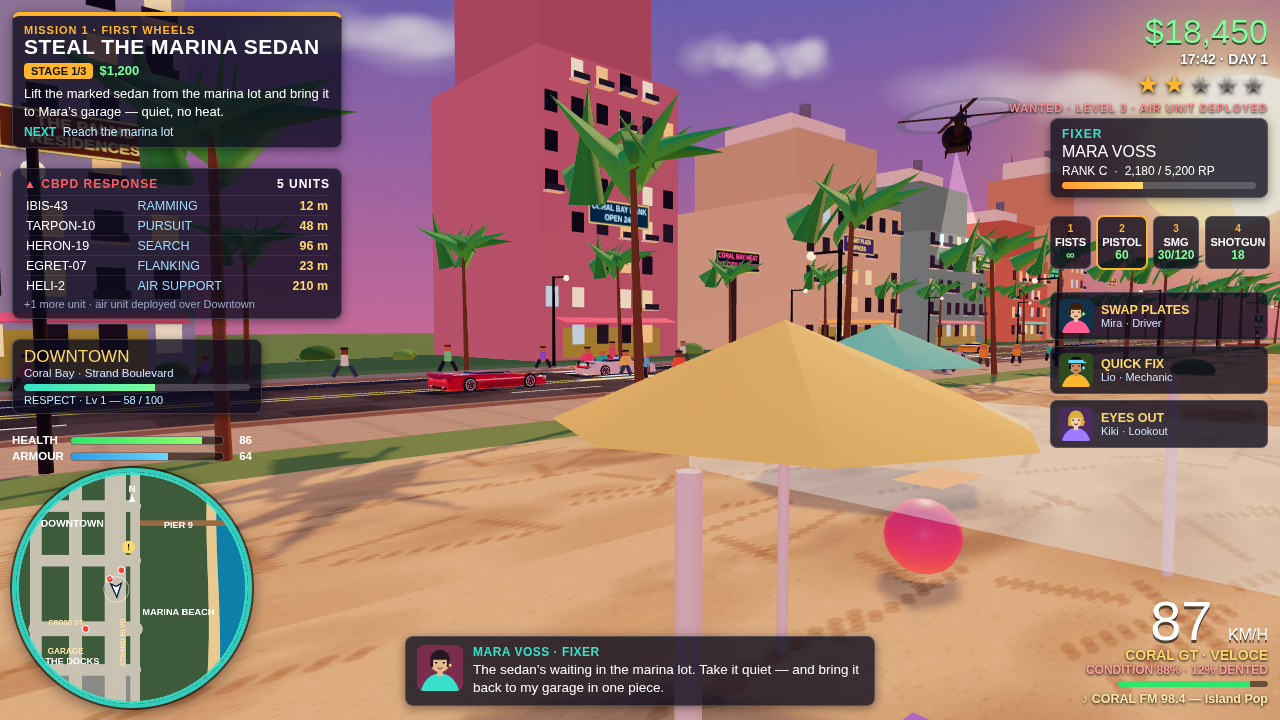 MISSION 1 · FIRST WHEELS
STEAL THE MARINA SEDAN
STAGE 1/3 $1,200
Lift the marked sedan from the marina lot and bring it
to Mara's garage — quiet, no heat.
NEXT Reach the marina lot
RESIDENCES
▲ CBPD RESPONSE 5 UNITS
IBIS-43 RAMMING 12 m
TARPON-10 PURSUIT 48 m
HERON-19 SEARCH 96 m
EGRET-07 FLANKING 23 m
HELI-2 AIR SUPPORT 210 m
+1 more unit · air unit deployed over Downtown
DOWNTOWN
Coral Bay · Strand Boulevard
RESPECT · Lv 1 — 58 / 100
HEALTH 86
ARMOUR 64
N
DOWNTOWN
PIER 9
!
MARINA BEACH
CROSS ST
STRAND BLVD
GARAGE
THE DOCKS
CORAL BAY BANK
OPEN 24
CORAL BAY HEAT
$18,450
17:42 · DAY 1
WANTED · LEVEL 3 · AIR UNIT DEPLOYED
FIXER
MARA VOSS
RANK C · 2,180 / 5,200 RP
1 FISTS ∞
2 PISTOL 60
3 SMG 30/120
4 SHOTGUN 18
SWAP PLATES
Mira · Driver
QUICK FIX
Lio · Mechanic
EYES OUT
Kiki · Lookout
MARA VOSS · FIXER
The sedan's waiting in the marina lot. Take it quiet — and bring it
back to my garage in one piece.
87 KM/H
CORAL GT · VELOCE
CONDITION 88% · 12% DENTED
♪ CORAL FM 98.4 — Island Pop